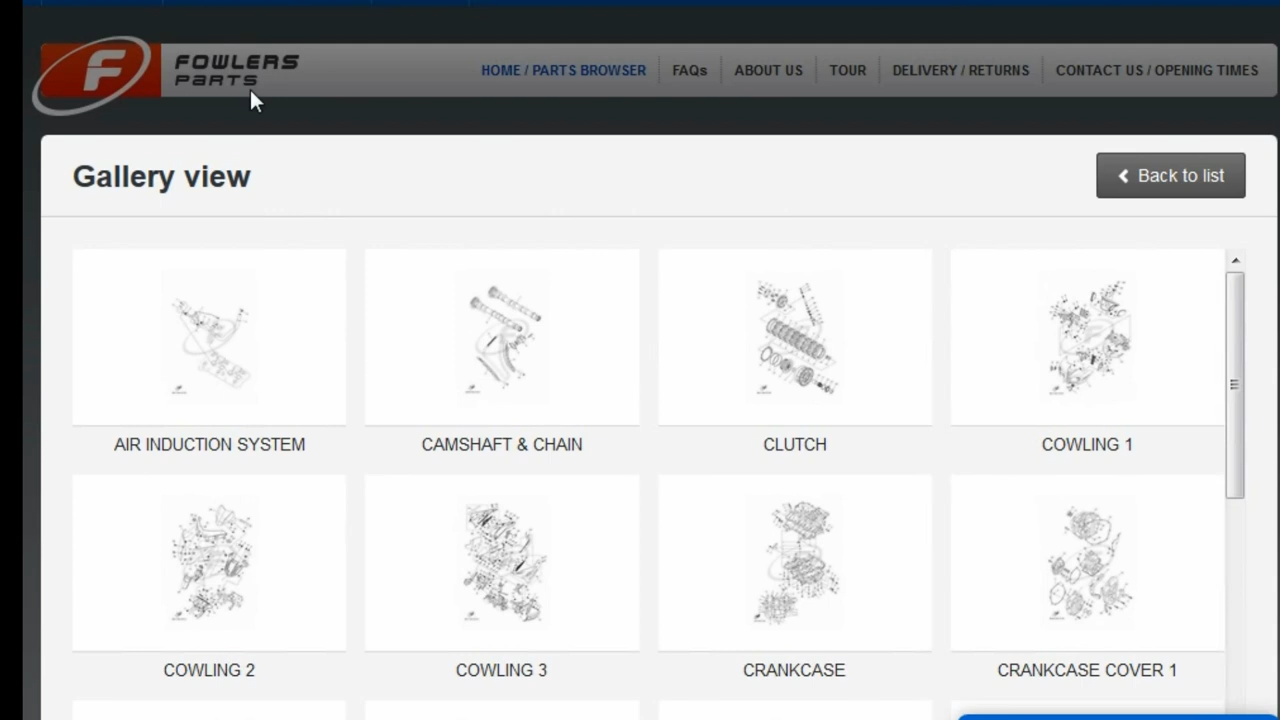 F
FOWLERS
PARTS
HOME / PARTS BROWSER
FAQs
ABOUT US
TOUR
DELIVERY / RETURNS
CONTACT US / OPENING TIMES
Gallery view
Back to list
AIR INDUCTION SYSTEM
CAMSHAFT & CHAIN
CLUTCH
COWLING 1
COWLING 2
COWLING 3
CRANKCASE
CRANKCASE COVER 1